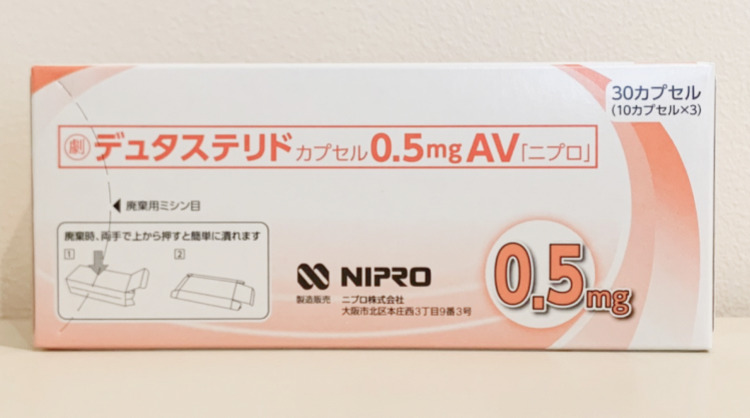 30カプセル
(10カプセル×3)
劇 デュタステリドカプセル0.5mgAV「ニプロ」
◀廃棄用ミシン目
廃棄時、両手で上から押すと簡単に潰れます
1 2
NIPRO
製造販売 ニプロ株式会社
大阪市北区本庄西3丁目9番3号
0.5mg